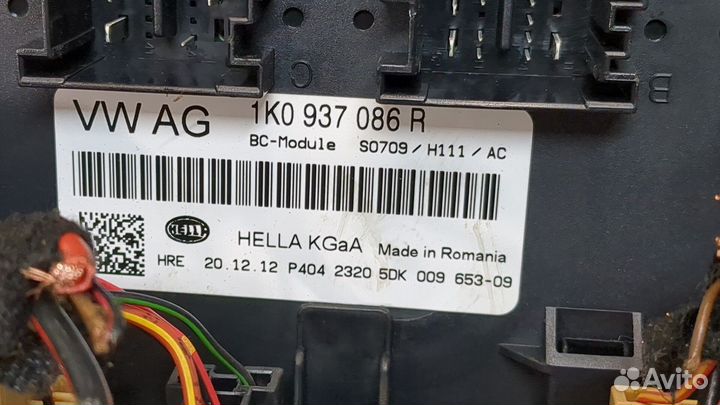 VW AG 1K0 937 086 R
BC-Module S0709 / H111 / AC
HELLA
HELLA KGaA Made in Romania
HRE 20.12.12 P404 2320 5DK 009 653-09
C
B
Avito